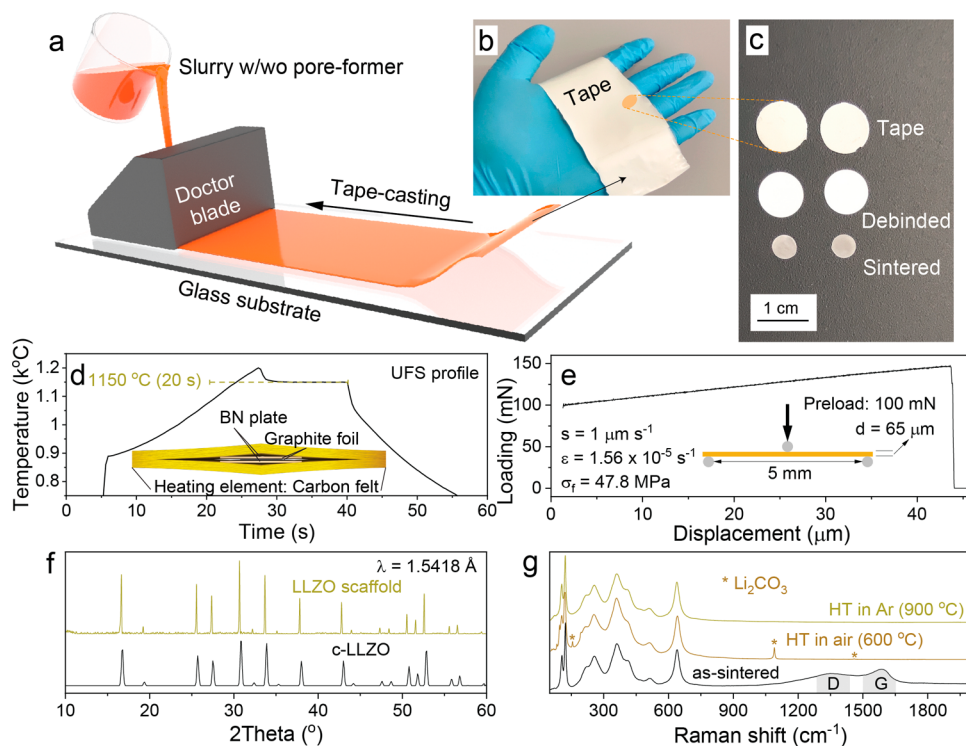 a
Slurry w/wo pore-former
Doctor
blade
Tape-casting
Glass substrate
b
Tape
c
Tape
Debinded
Sintered
1 cm
d
UFS profile
1150 °C (20 s)
BN plate
Graphite foil
Heating element: Carbon felt
Temperature (k°C)
1.2
1.1
1.0
0.9
0.8
0 10 20 30 40 50 60
Time (s)
e
Preload: 100 mN
d = 65 μm
s = 1 μm s⁻¹
ε = 1.56 x 10⁻⁵ s⁻¹
σf = 47.8 MPa
5 mm
Loading (mN)
150
100
50
0
0 10 20 30 40
Displacement (μm)
f
λ = 1.5418 Å
LLZO scaffold
c-LLZO
10 20 30 40 50 60
2Theta (°)
g
* Li₂CO₃
HT in Ar (900 °C)
* * *
HT in air (600 °C)
as-sintered
D G
300 600 900 1200 1500 1800
Raman shift (cm⁻¹)